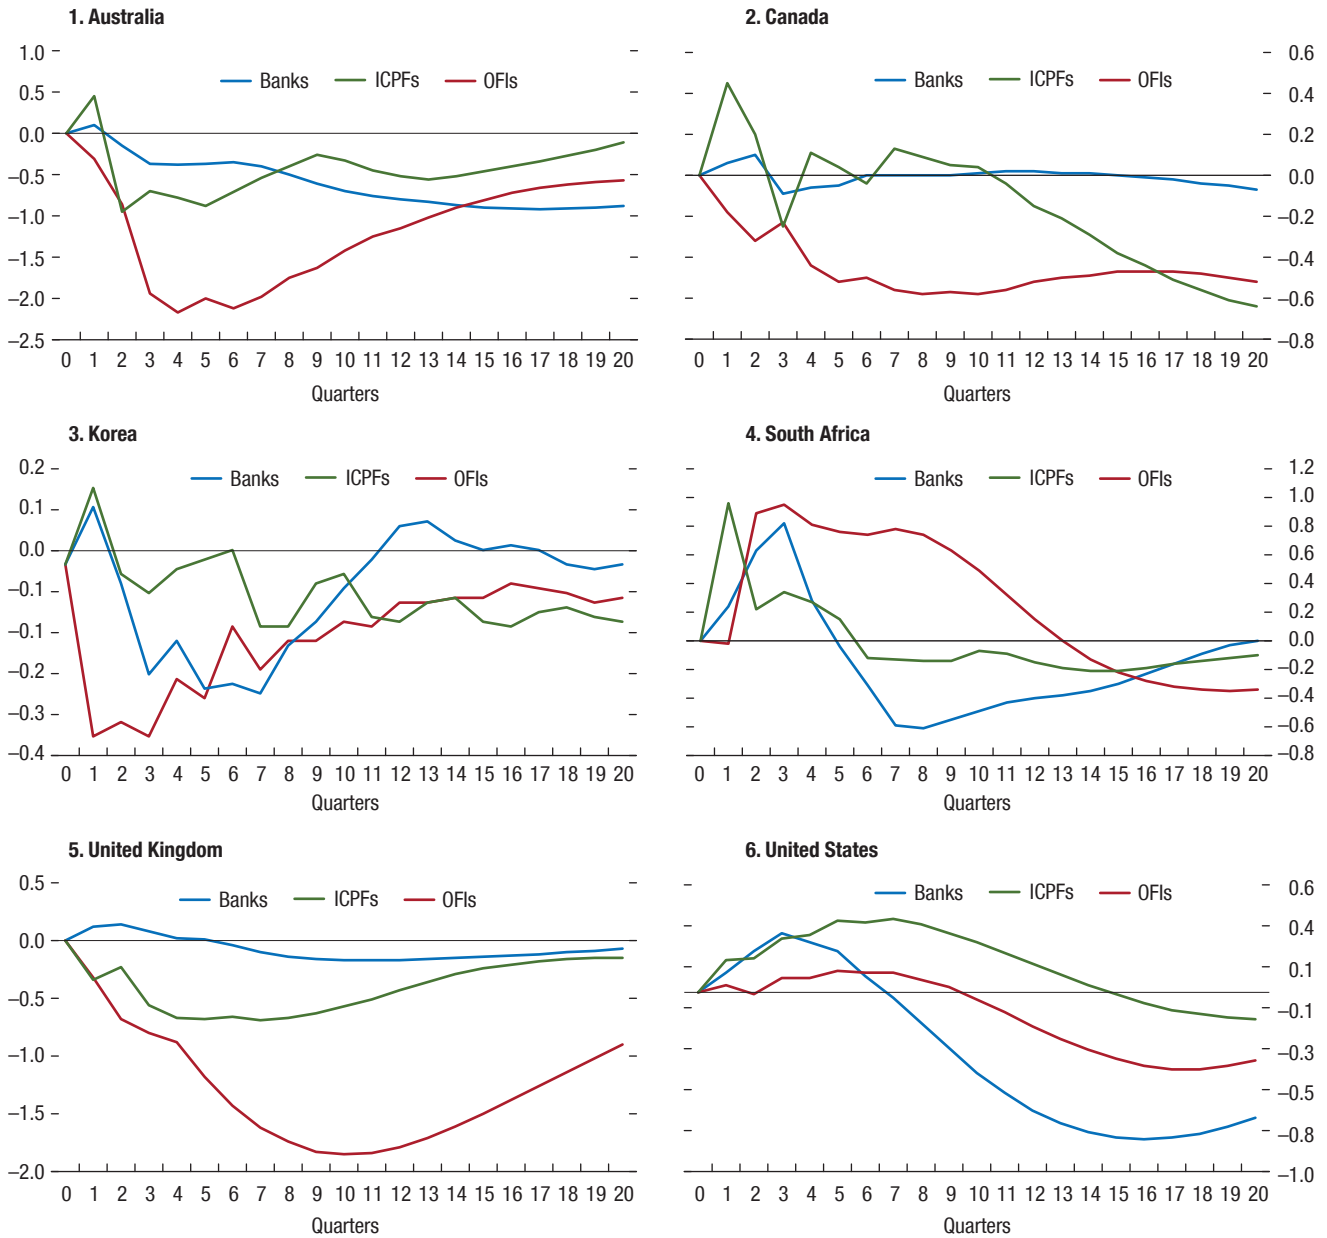 1. Australia
1.0
0.5
0.0
–0.5
–1.0
–1.5
–2.0
–2.5
Banks ICPFs OFIs
0 1 2 3 4 5 6 7 8 9 10 11 12 13 14 15 16 17 18 19 20
Quarters
2. Canada
0.6
0.4
0.2
0.0
–0.2
–0.4
–0.6
–0.8
Banks ICPFs OFIs
0 1 2 3 4 5 6 7 8 9 10 11 12 13 14 15 16 17 18 19 20
Quarters
3. Korea
0.2
0.1
0.0
–0.1
–0.1
–0.2
–0.3
–0.4
Banks ICPFs OFIs
0 1 2 3 4 5 6 7 8 9 10 11 12 13 14 15 16 17 18 19 20
Quarters
4. South Africa
1.2
1.0
0.8
0.6
0.4
0.2
0.0
–0.2
–0.4
–0.6
–0.8
Banks ICPFs OFIs
0 1 2 3 4 5 6 7 8 9 10 11 12 13 14 15 16 17 18 19 20
Quarters
5. United Kingdom
0.5
0.0
–0.5
–1.0
–1.5
–2.0
Banks ICPFs OFIs
0 1 2 3 4 5 6 7 8 9 10 11 12 13 14 15 16 17 18 19 20
Quarters
6. United States
0.6
0.4
0.1
–0.1
–0.3
–0.5
–0.8
–1.0
Banks ICPFs OFIs
0 1 2 3 4 5 6 7 8 9 10 11 12 13 14 15 16 17 18 19 20
Quarters